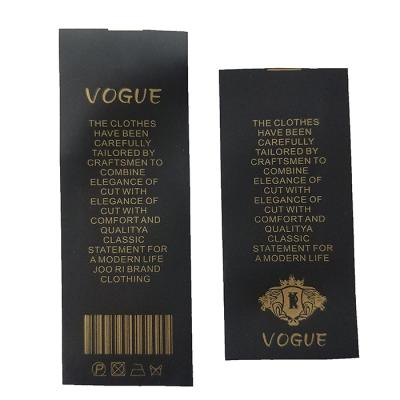 VOGUE
THE CLOTHES
HAVE BEEN
CAREFULLY
TAILORED BY
CRAFTSMEN TO
COMBINE
ELEGANCE OF
CUT WITH
ELEGANCE OF
CUT WITH
COMFORT AND
QUALITYA
CLASSIC
STATEMENT FOR
A MODERN LIFE
JOO RI BRAND
CLOTHING
P
THE CLOTHES
HAVE BEEN
CAREFULLY
TAILORED BY
CRAFTSMEN TO
COMBINE
ELEGANCE OF
CUT WITH
ELEGANCE OF
CUT WITH
COMFORT AND
QUALITYA
CLASSIC
STATEMENT FOR
A MODERN LIFE
VOGUE